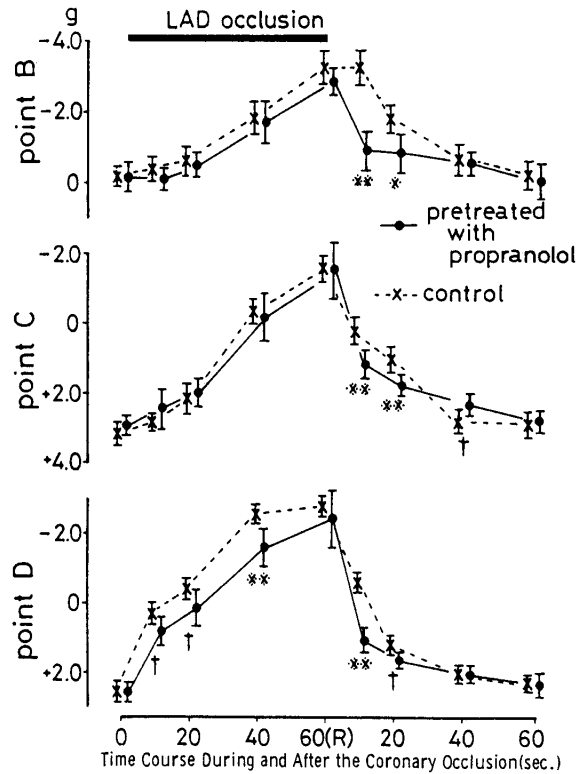 g
LAD occlusion
-4.0
point B
-2.0
0
** *
pretreated
with
propranolol
control
-2.0
point C
0
+2.0
** **
+4.0
†
-2.0
point D
0
**
† †
+2.0
** †
0 20 40 60(R) 20 40 60
Time Course During and After the Coronary Occlusion(sec.)